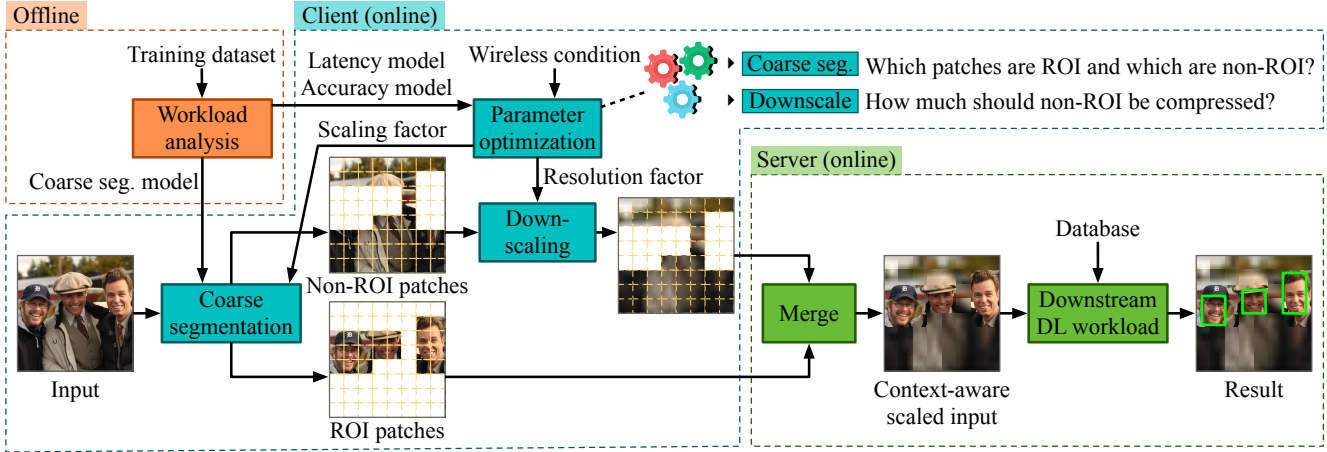 Offline
Client (online)
Training dataset
Latency model
Accuracy model
Wireless condition
Coarse seg.
Which patches are ROI and which are non-ROI?
Downscale
How much should non-ROI be compressed?
Workload
analysis
Scaling factor
Parameter
optimization
Coarse seg. model
Resolution factor
Server (online)
Down-
scaling
Database
Non-ROI patches
Coarse
segmentation
Merge
Downstream
DL workload
Input
ROI patches
Context-aware
scaled input
Result